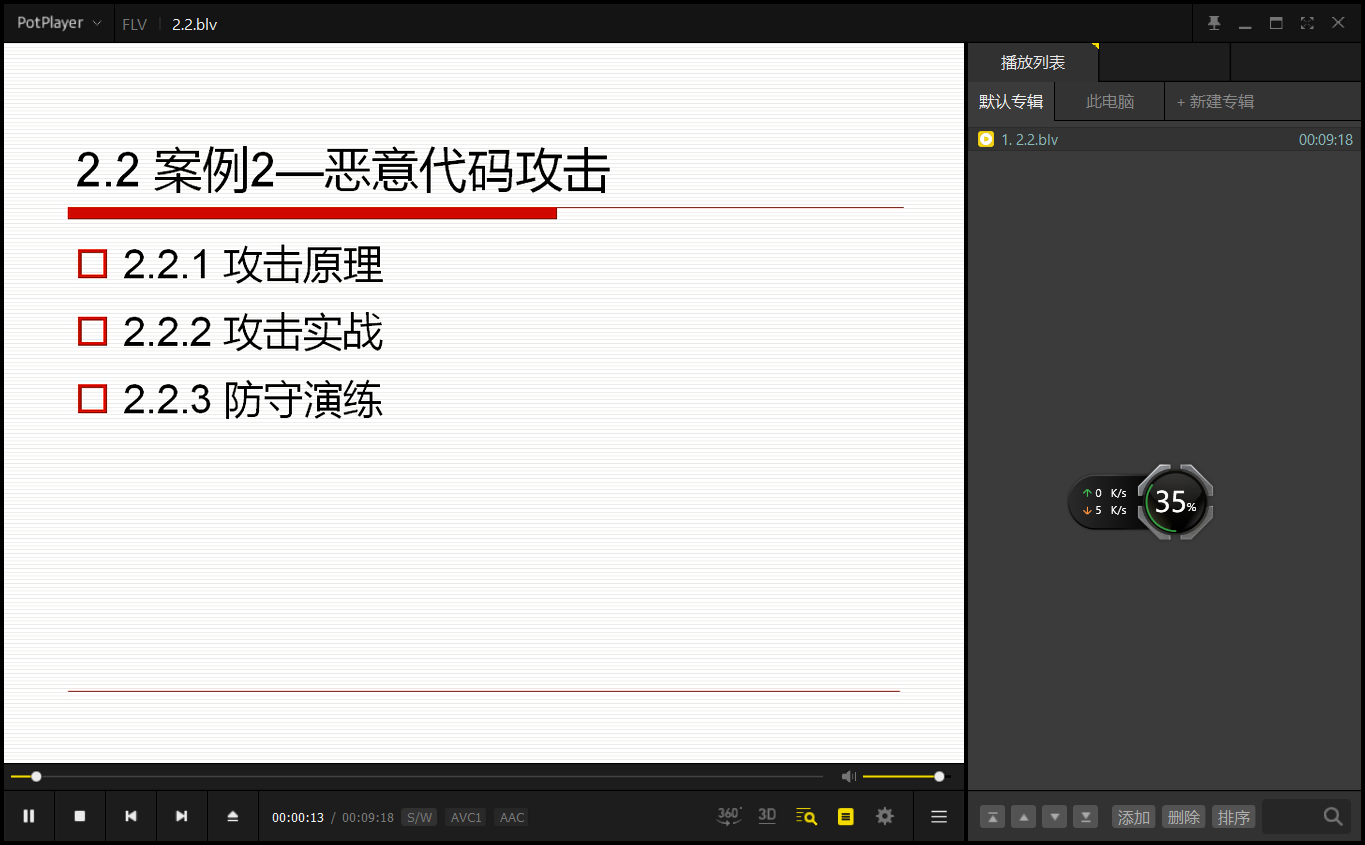 PotPlayer
FLV
2.2.blv
播放列表
默认专辑
此电脑
+ 新建专辑
1. 2.2.blv
00:09:18
2.2 案例2—恶意代码攻击
2.2.1 攻击原理
2.2.2 攻击实战
2.2.3 防守演练
0 K/s
5 K/s
35%
00:00:13 / 00:09:18
S/W
AVC1
AAC
360°
3D
添加
删除
排序